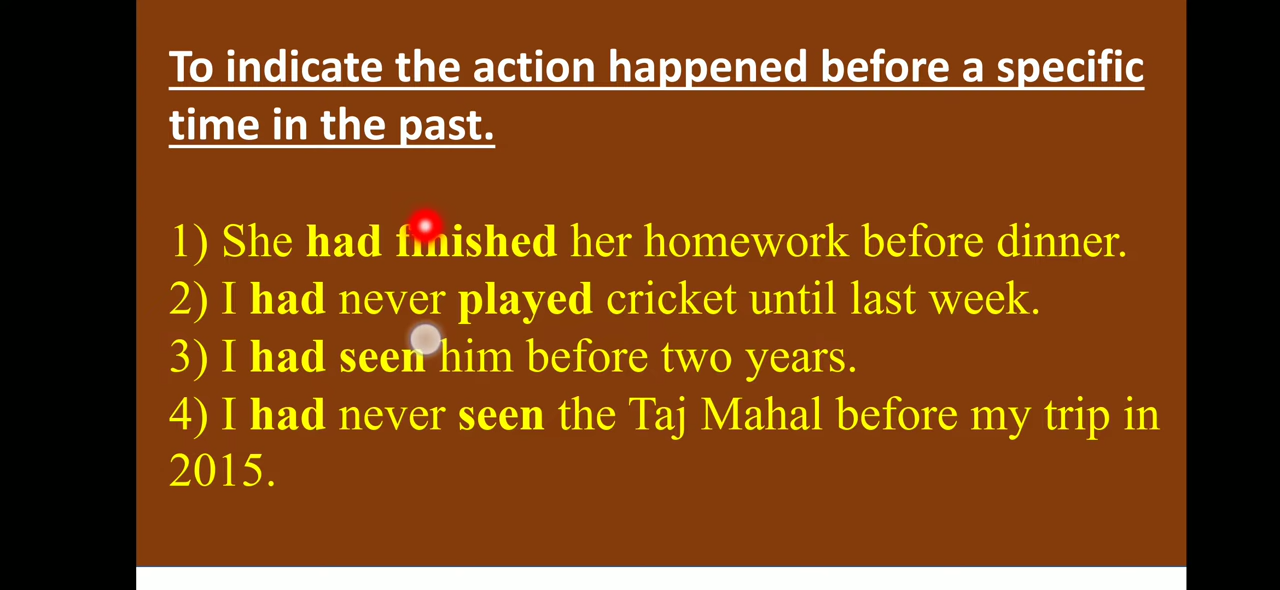 To indicate the action happened before a specific
time in the past.
1) She had finished her homework before dinner.
2) I had never played cricket until last week.
3) I had seen him before two years.
4) I had never seen the Taj Mahal before my trip in
2015.